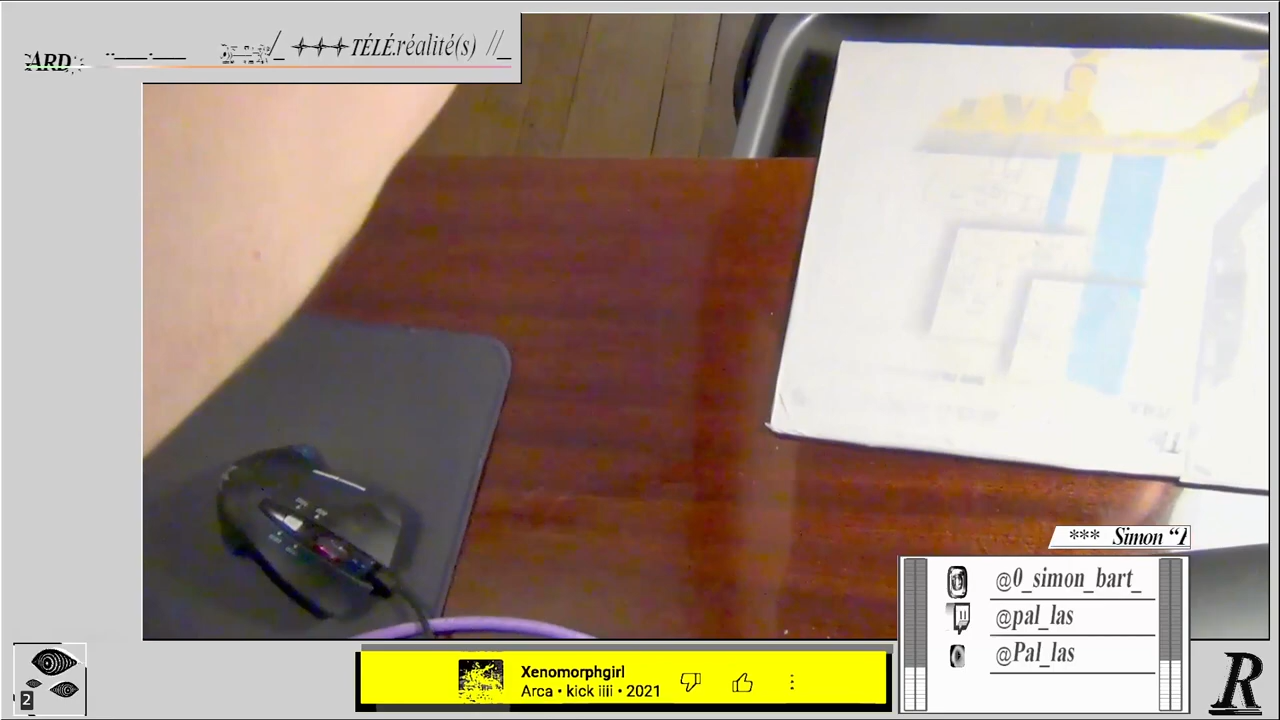 ARD
TÉLÉ.réalité(s) //_
*** Simon “
@0_simon_bart_
@pal_las
@Pal_las
Xenomorphgirl
Arca • kick iiii • 2021
2
R